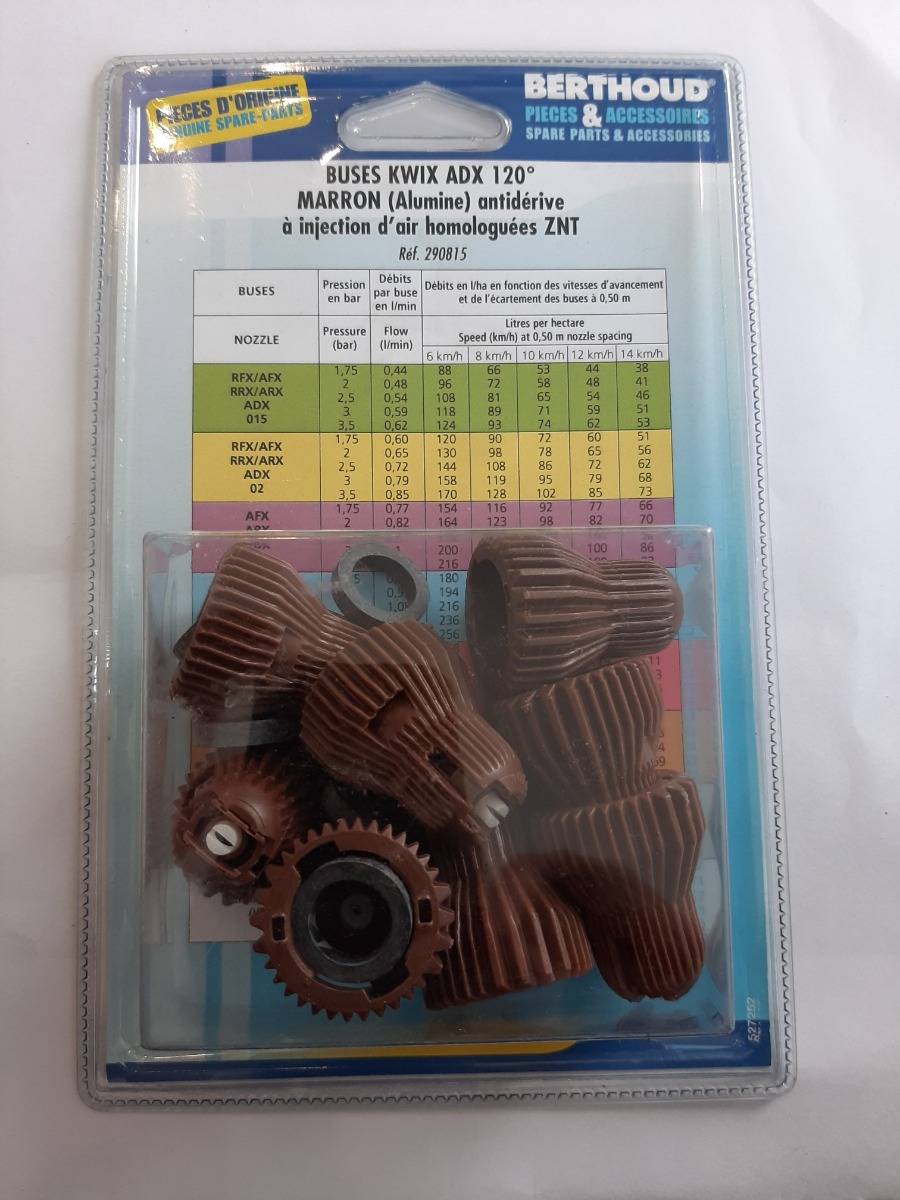 PIECES D'ORIGINE
GENUINE SPARE-PARTS
BERTHOUD
PIECES & ACCESSOIRES
SPARE PARTS & ACCESSORIES
BUSES KWIX ADX 120°
MARRON (Alumine) antidérive
à injection d'air homologuées ZNT
Réf. 290815
BUSES Pression en bar Débits par buse en l/min Débits en l/ha en fonction des vitesses d'avancement et de l'écartement des buses à 0,50 m
NOZZLE Pressure (bar) Flow (l/min) Litres per hectare Speed (km/h) at 0,50 m nozzle spacing
6 km/h 8 km/h 10 km/h 12 km/h 14 km/h
RFX/AFX
RRX/ARX
ADX
015
1,75 0,44 88 66 53 44 38
2 0,48 96 72 58 48 41
2,5 0,54 108 81 65 54 46
3 0,59 118 89 71 59 51
3,5 0,62 124 93 74 62 53
RFX/AFX
RRX/ARX
ADX
02
1,75 0,60 120 90 72 60 51
2 0,65 130 98 78 65 56
2,5 0,72 144 108 86 72 62
3 0,79 158 119 95 79 68
3,5 0,85 170 128 102 85 73
AFX
1,75 0,77 154 116 92 77 66
2 0,82 164 123 98 82 70
200 100 86
216
180
194
216
236
256
527252